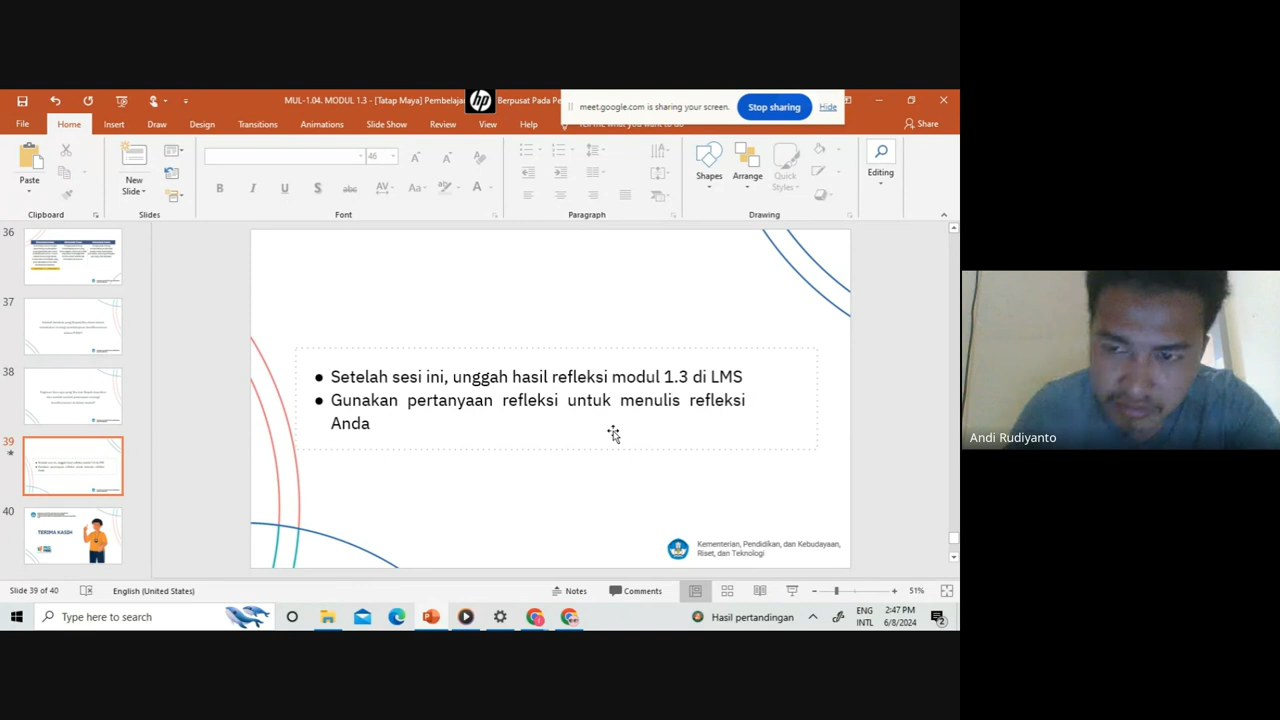 MUL-1.04. MODUL 1.3 - [Tatap Maya] Pembelajar
hp
Berpusat Pada Pe
meet.google.com is sharing your screen.
Stop sharing
Hide
File
Home
Insert
Draw
Design
Transitions
Animations
Slide Show
Review
View
Help
Share
46
Paste
New
Slide
Shapes
Arrange
Quick
Styles
Editing
Clipboard
Slides
Font
Paragraph
Drawing
36
37
38
39
40
TERIMA KASIH
● Setelah sesi ini, unggah hasil refleksi modul 1.3 di LMS
● Gunakan pertanyaan refleksi untuk menulis refleksi
Anda
Kementerian, Pendidikan, dan Kebudayaan,
Riset, dan Teknologi
Andi Rudiyanto
Slide 39 of 40
English (United States)
Notes
Comments
51%
Type here to search
Hasil pertandingan
ENG
INTL
2:47 PM
6/8/2024
2